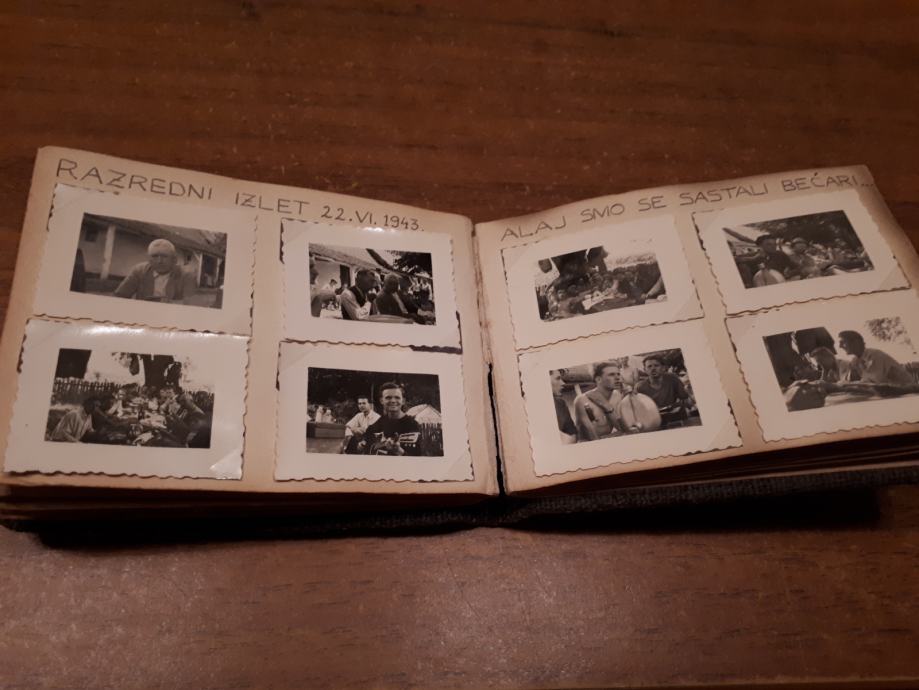 RAZREDNI IZLET 22.VI.1943.
ALAJ SMO SE SASTALI BEĆARI...